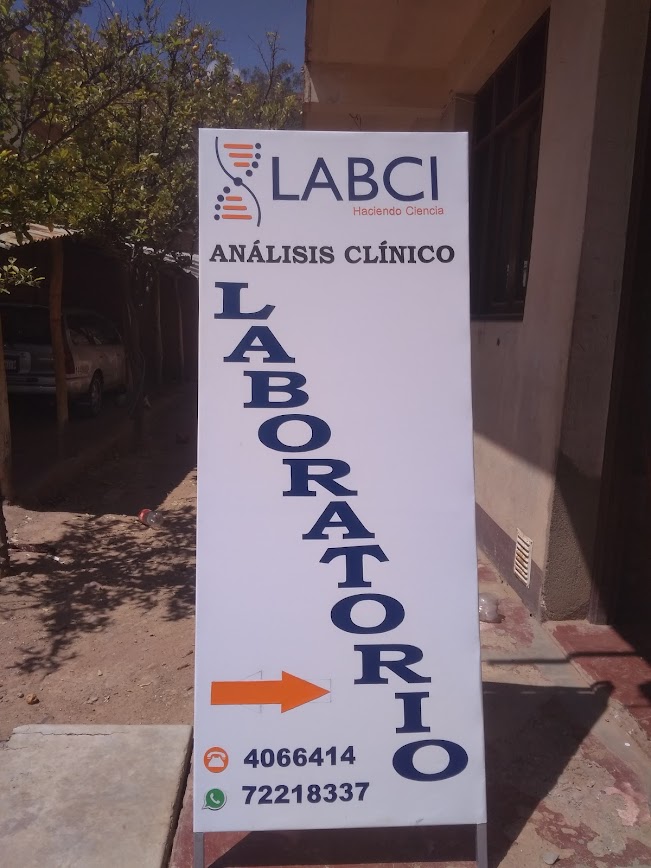 LABCI
Haciendo Ciencia
ANÁLISIS CLÍNICO
LABORATORIO
4066414
72218337